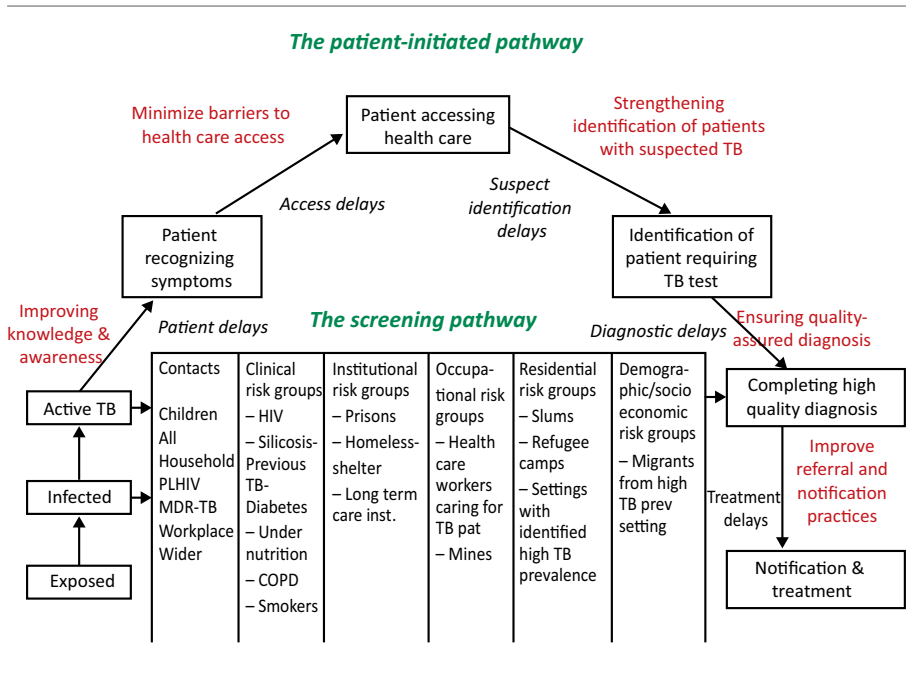 The patient-initiated pathway
Minimize barriers to
health care access
Patient accessing
health care
Strengthening
identification of patients
with suspected TB
Access delays
Suspect
identification
delays
Patient
recognizing
symptoms
Identification of
patient requiring
TB test
Improving
knowledge &
awareness
Patient delays
The screening pathway
Diagnostic delays
Ensuring quality-
assured diagnosis
Active TB
Infected
Exposed
Contacts
Children
All
Household
PLHIV
MDR-TB
Workplace
Wider
Clinical
risk groups
– HIV
– Silicosis-
Previous
TB-
Diabetes
– Under
nutrition
– COPD
– Smokers
Institutional
risk groups
– Prisons
– Homeless-
shelter
– Long term
care inst.
Occupa-
tional risk
groups
– Health
care
workers
caring for
TB pat
– Mines
Residential
risk groups
– Slums
– Refugee
camps
– Settings
with
identified
high TB
prevalence
Demogra-
phic/socio
economic
risk groups
– Migrants
from high
TB prev
setting
Completing high
quality diagnosis
Improve
referral and
notification
practices
Treatment
delays
Notification &
treatment